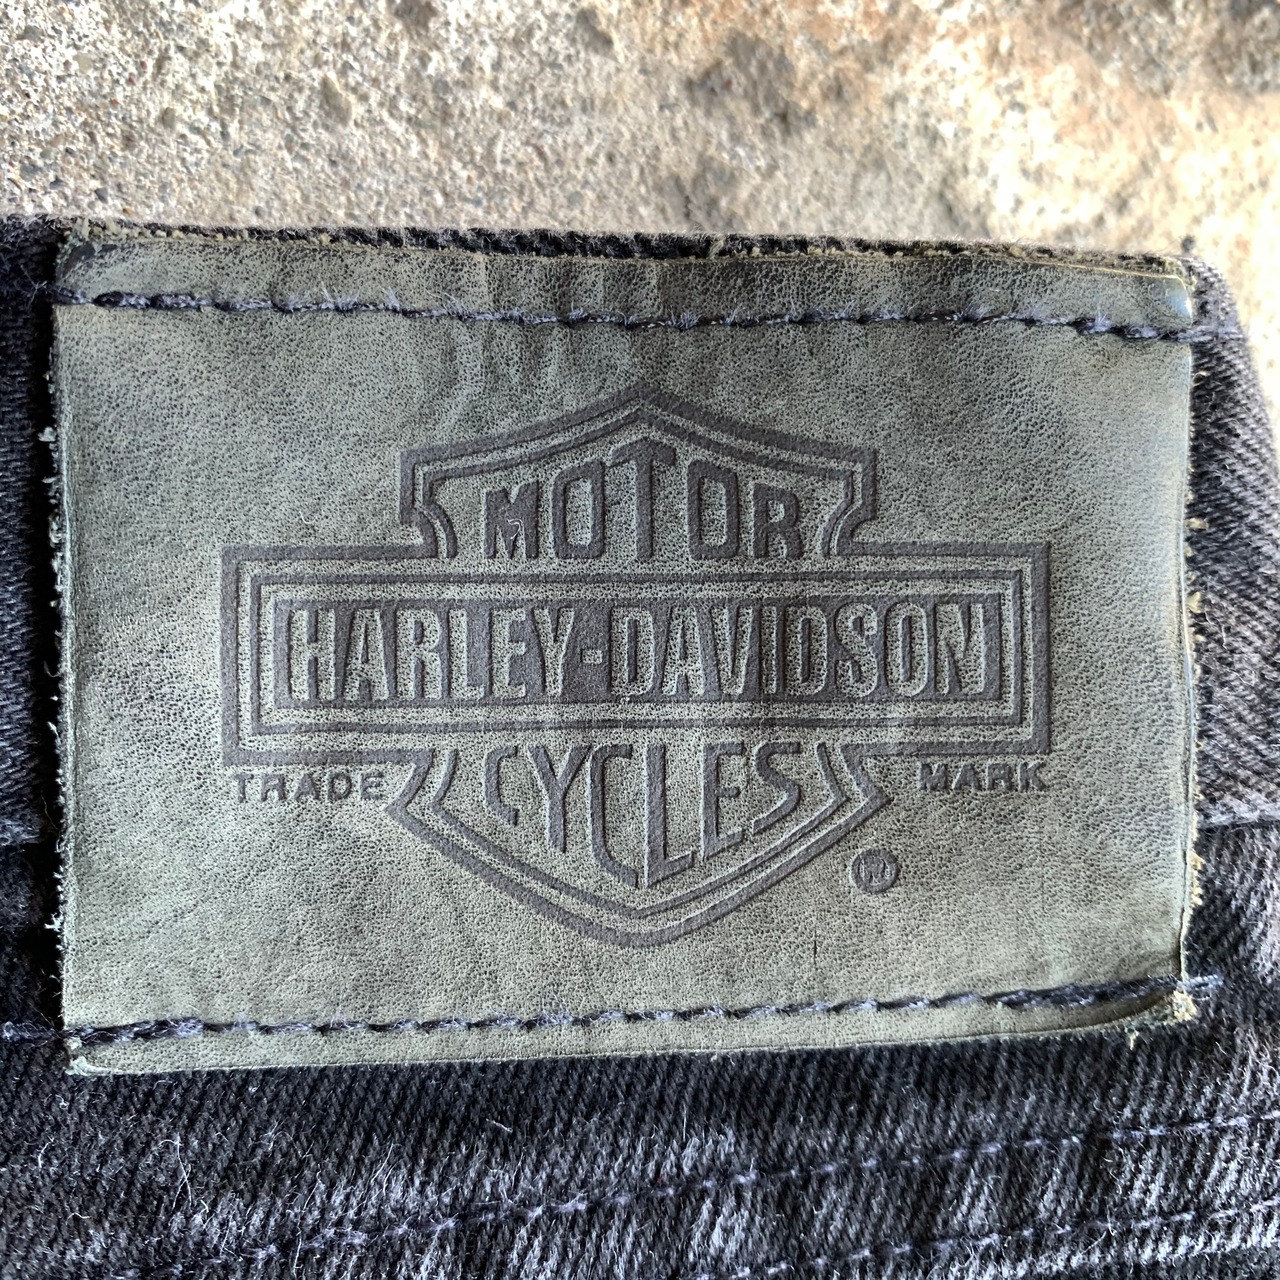 MOTOR
HARLEY-DAVIDSON
CYCLES
TRADE MARK
®